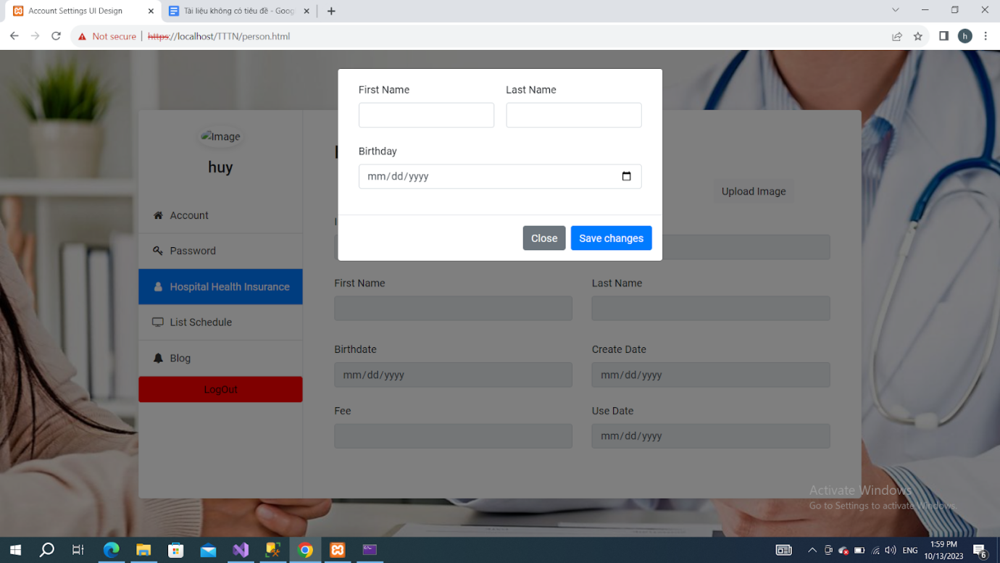 Account Settings UI Design
Tài liệu không có tiêu đề - Goog
Not secure
https://localhost/TTTN/person.html
h
First Name
Last Name
Birthday
mm/dd/yyyy
Close
Save changes
Image
huy
Account
Password
Hospital Health Insurance
List Schedule
Blog
LogOut
Upload Image
First Name
Last Name
Birthdate
Create Date
mm/dd/yyyy
mm/dd/yyyy
Fee
Use Date
mm/dd/yyyy
Activate Windows
Go to Settings to activate Windows.
ENG
1:59 PM
10/13/2023
6